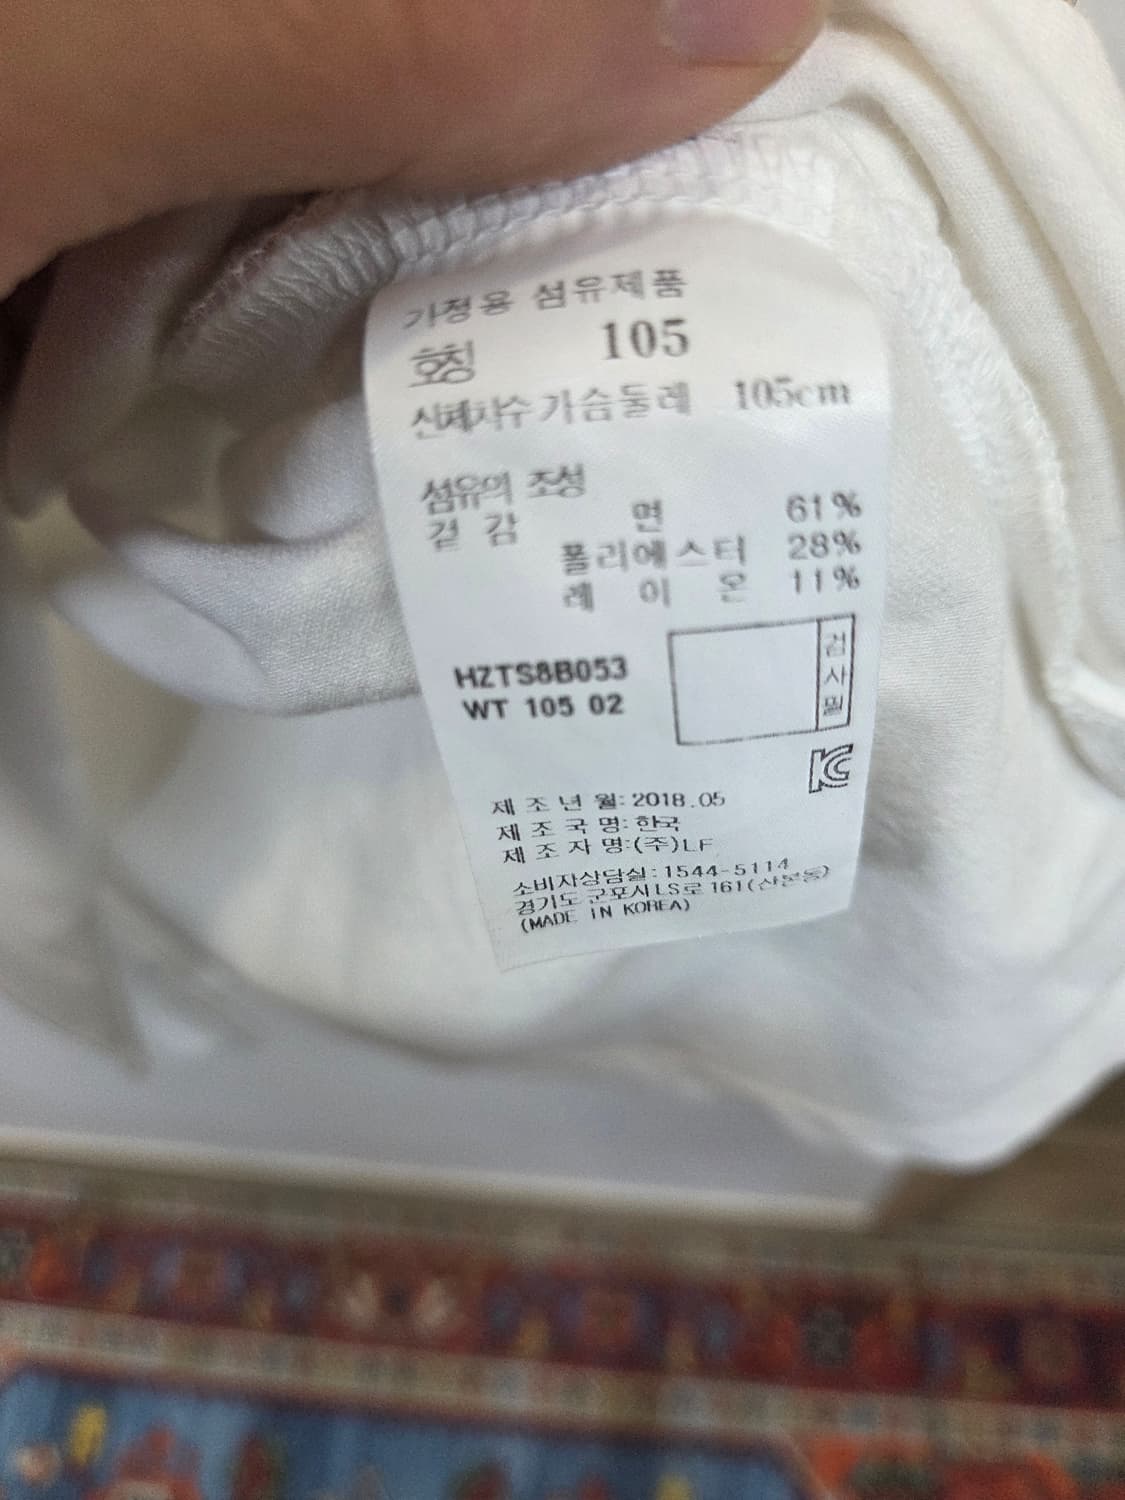 가정용 섬유제품
호칭 105
신체치수 가슴둘레 105cm
섬유의 조성
겉감 면 61%
폴리에스터 28%
레이온 11%
HZTS8B053
WT 105 02
검사필
KC
제조년월: 2018.05
제조국명: 한국
제조자명:(주)LF
소비자상담실: 1544-5114
경기도 군포시 LS로 161(산본동)
(MADE IN KOREA)